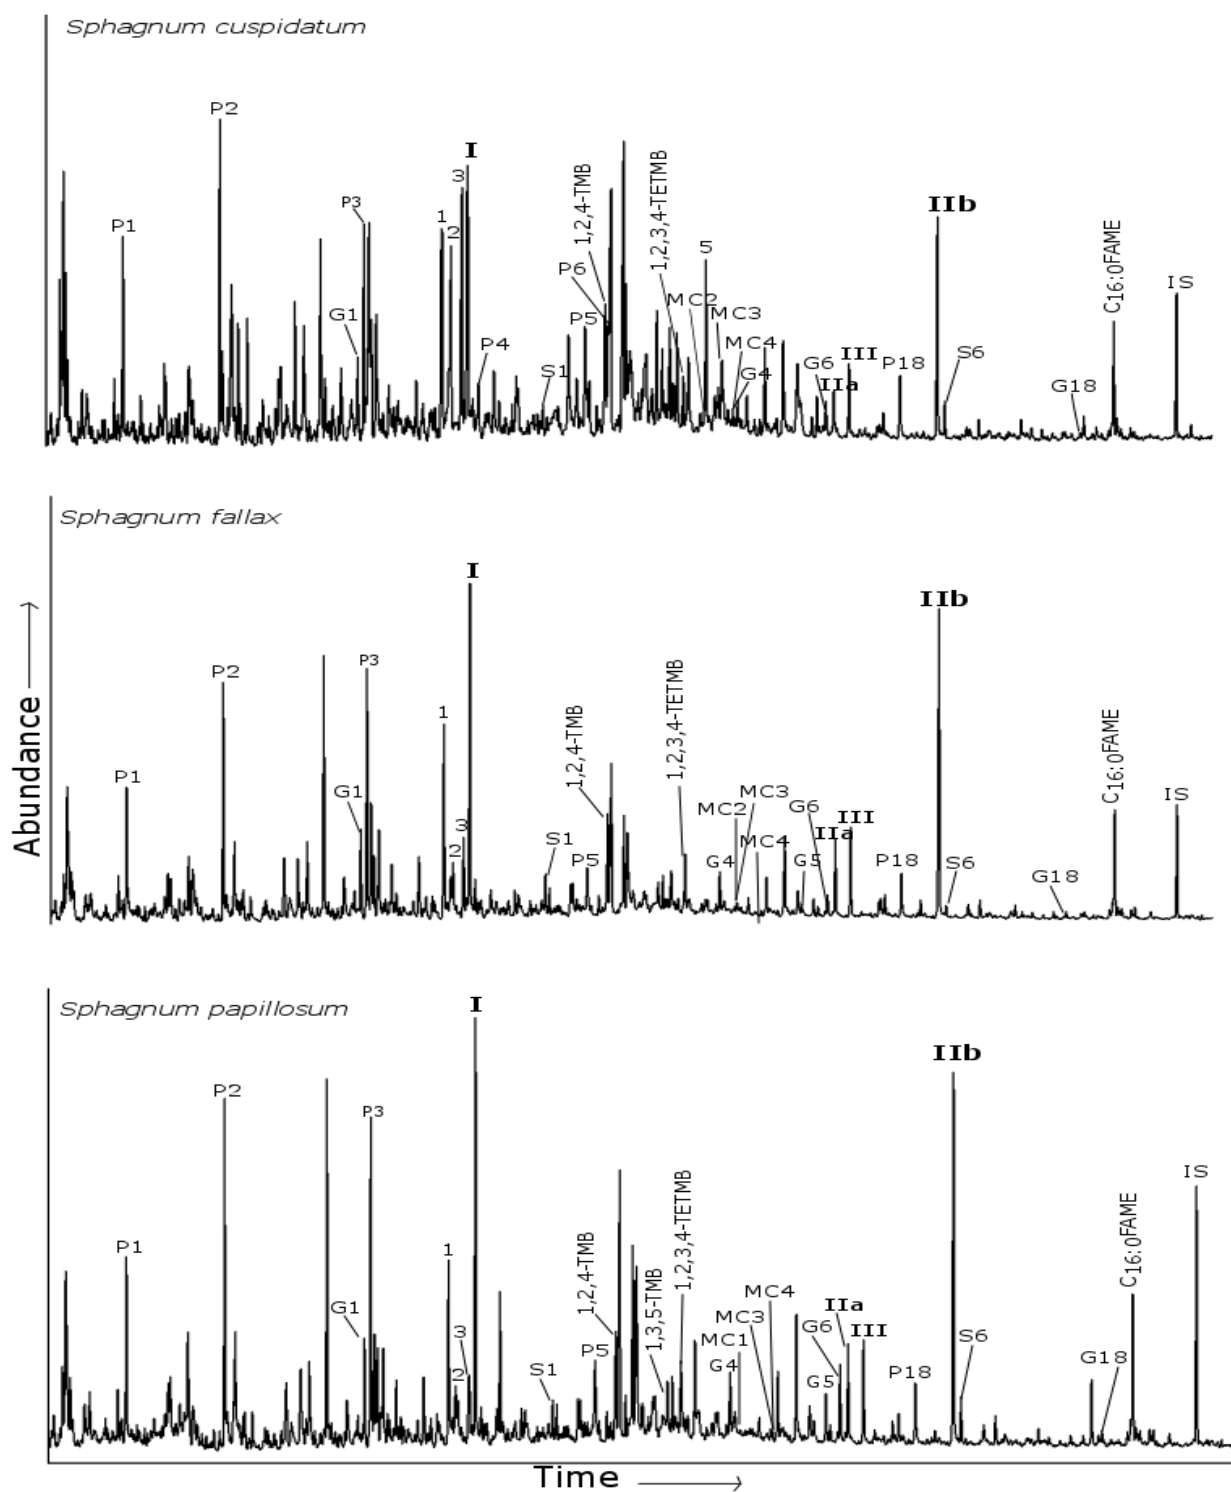 Sphagnum cuspidatum
P1
P2
G1
P3
1
2
3
I
P4
S1
P5
P6
1,2,4-TMB
1,2,3,4-TETMB
MC2
5
MC3
MC4
G4
G6
IIa
III
P18
IIb
S6
G18
C16:0FAME
IS
Sphagnum fallax
P1
P2
G1
P3
1
2
3
I
S1
P5
1,2,4-TMB
1,2,3,4-TETMB
G4
MC2
MC3
MC4
G5
G6
IIa
III
P18
IIb
S6
G18
C16:0FAME
IS
Abundance
Sphagnum papillosum
P1
P2
G1
P3
1
2
3
I
S1
P5
1,2,4-TMB
1,3,5-TMB
1,2,3,4-TETMB
G4
MC1
MC3
MC4
G5
G6
IIa
III
P18
IIb
S6
G18
C16:0FAME
IS
Time